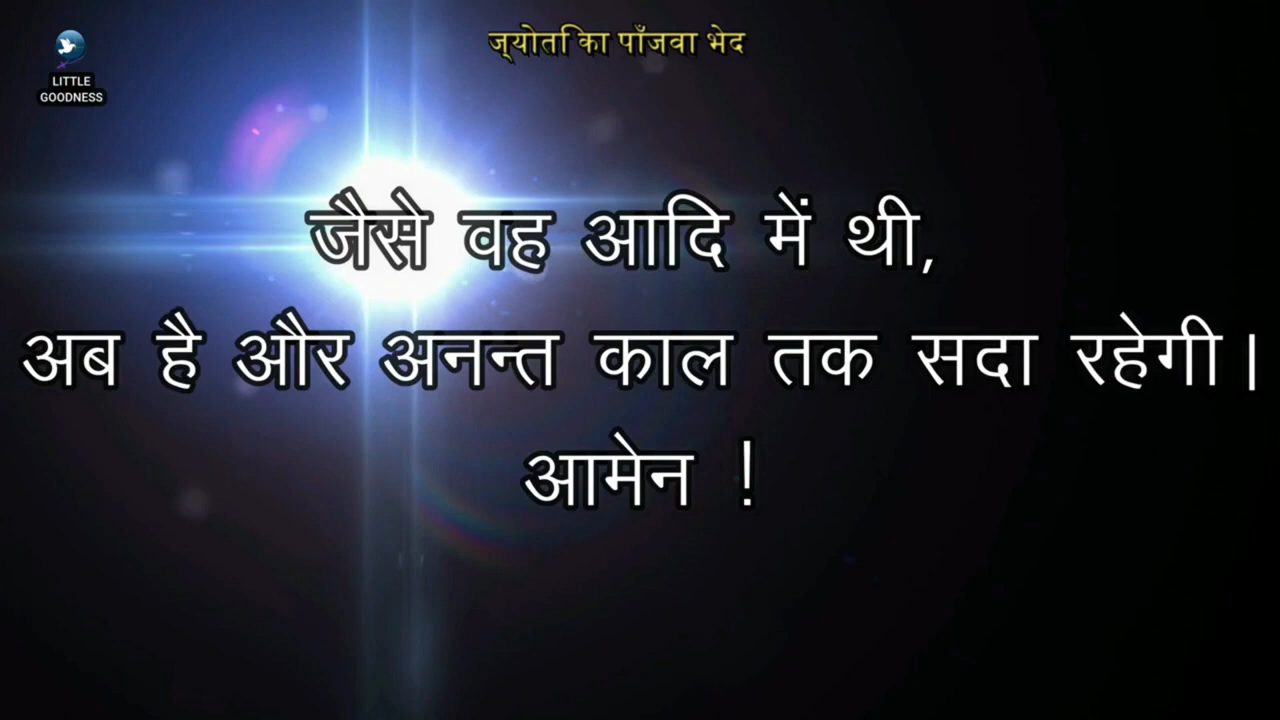 ज्योति का पाँजवा भेद
LITTLE
GOODNESS
जैसे वह आदि में थी,
अब है और अनन्त काल तक सदा रहेगी।
आमेन !